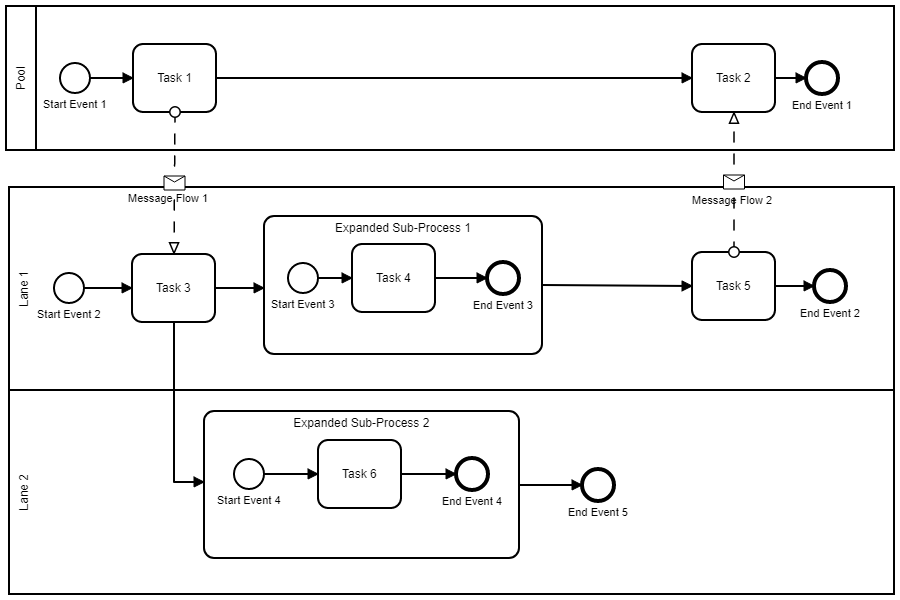 Pool
Start Event 1
Task 1
Task 2
End Event 1
Message Flow 1
Message Flow 2
Lane 1
Start Event 2
Task 3
Expanded Sub-Process 1
Start Event 3
Task 4
End Event 3
Task 5
End Event 2
Lane 2
Expanded Sub-Process 2
Start Event 4
Task 6
End Event 4
End Event 5